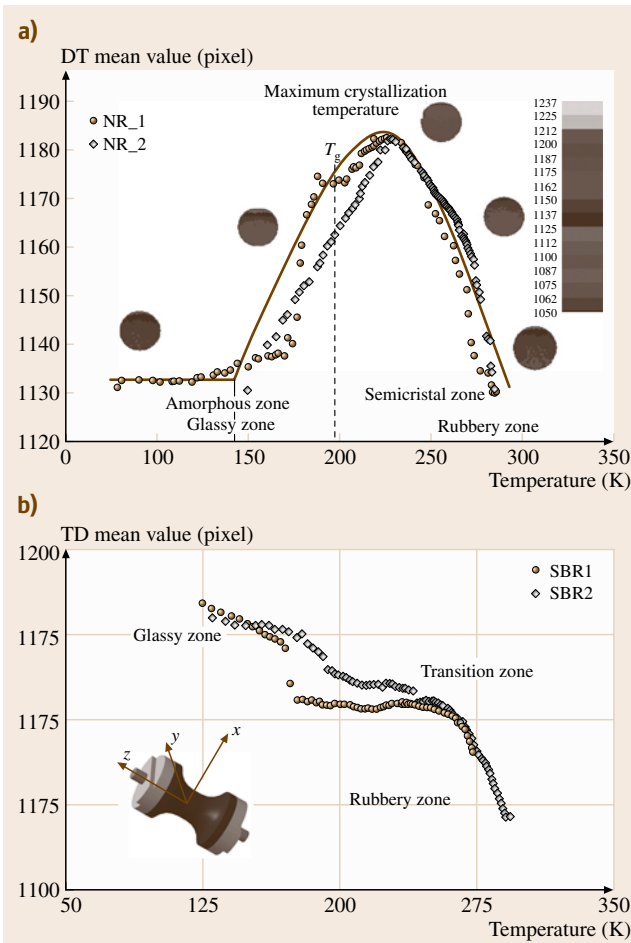 a)
DT mean value (pixel)
1190
1180
1170
1160
1150
1140
1130
1120
NR_1
NR_2
Maximum crystallization
temperature
Tg
1237
1225
1212
1200
1187
1175
1162
1150
1137
1125
1112
1100
1087
1075
1062
1050
Amorphous zone
Glassy zone
Semicristal zone
Rubbery zone
0
100
150
200
250
300
350
Temperature (K)
b)
TD mean value (pixel)
1200
1175
1175
1175
1100
SBR1
SBR2
Glassy zone
Transition zone
Rubbery zone
z
y
x
50
125
200
275
350
Temperature (K)